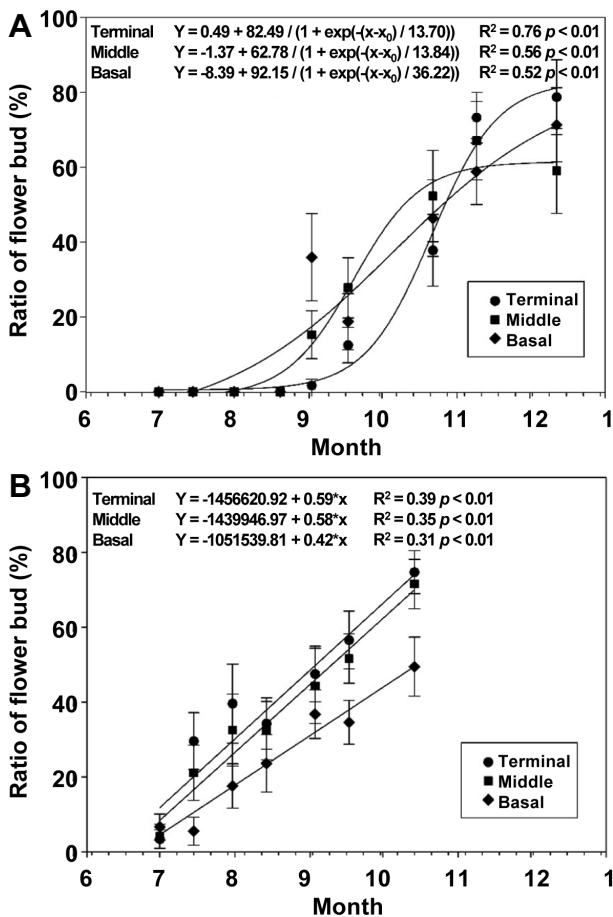 A
Terminal Y = 0.49 + 82.49 / (1 + exp(-(x-x₀) / 13.70)) R² = 0.76 p < 0.01
Middle Y = -1.37 + 62.78 / (1 + exp(-(x-x₀) / 13.84)) R² = 0.56 p < 0.01
Basal Y = -8.39 + 92.15 / (1 + exp(-(x-x₀) / 36.22)) R² = 0.52 p < 0.01
Ratio of flower bud (%)
100
80
60
40
20
0
Terminal
Middle
Basal
6 7 8 9 10 11 12 1
Month
B
Terminal Y = -1456620.92 + 0.59*x R² = 0.39 p < 0.01
Middle Y = -1439946.97 + 0.58*x R² = 0.35 p < 0.01
Basal Y = -1051539.81 + 0.42*x R² = 0.31 p < 0.01
Ratio of flower bud (%)
100
80
60
40
20
0
Terminal
Middle
Basal
6 7 8 9 10 11 12 1
Month